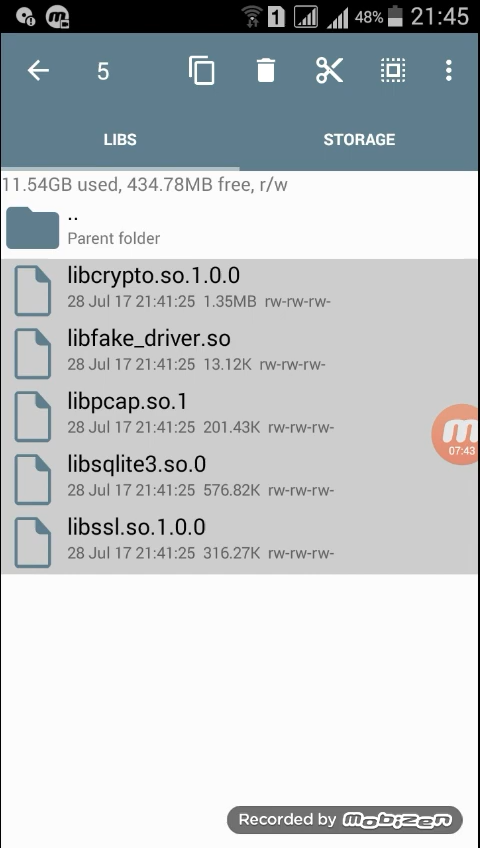 1 48% 21:45
5
LIBS STORAGE
11.54GB used, 434.78MB free, r/w
..
Parent folder
libcrypto.so.1.0.0
28 Jul 17 21:41:25 1.35MB rw-rw-rw-
libfake_driver.so
28 Jul 17 21:41:25 13.12K rw-rw-rw-
libpcap.so.1
28 Jul 17 21:41:25 201.43K rw-rw-rw-
07:43
libsqlite3.so.0
28 Jul 17 21:41:25 576.82K rw-rw-rw-
libssl.so.1.0.0
28 Jul 17 21:41:25 316.27K rw-rw-rw-
Recorded by mobizen